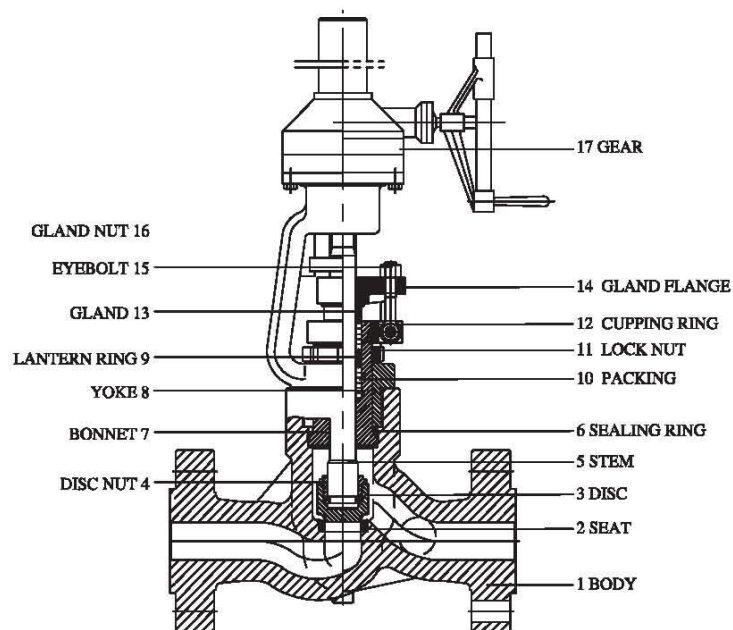 17 GEAR
GLAND NUT 16
EYEBOLT 15
14 GLAND FLANGE
GLAND 13
12 CUPPING RING
11 LOCK NUT
LANTERN RING 9
10 PACKING
YOKE 8
6 SEALING RING
BONNET 7
5 STEM
DISC NUT 4
3 DISC
2 SEAT
1 BODY